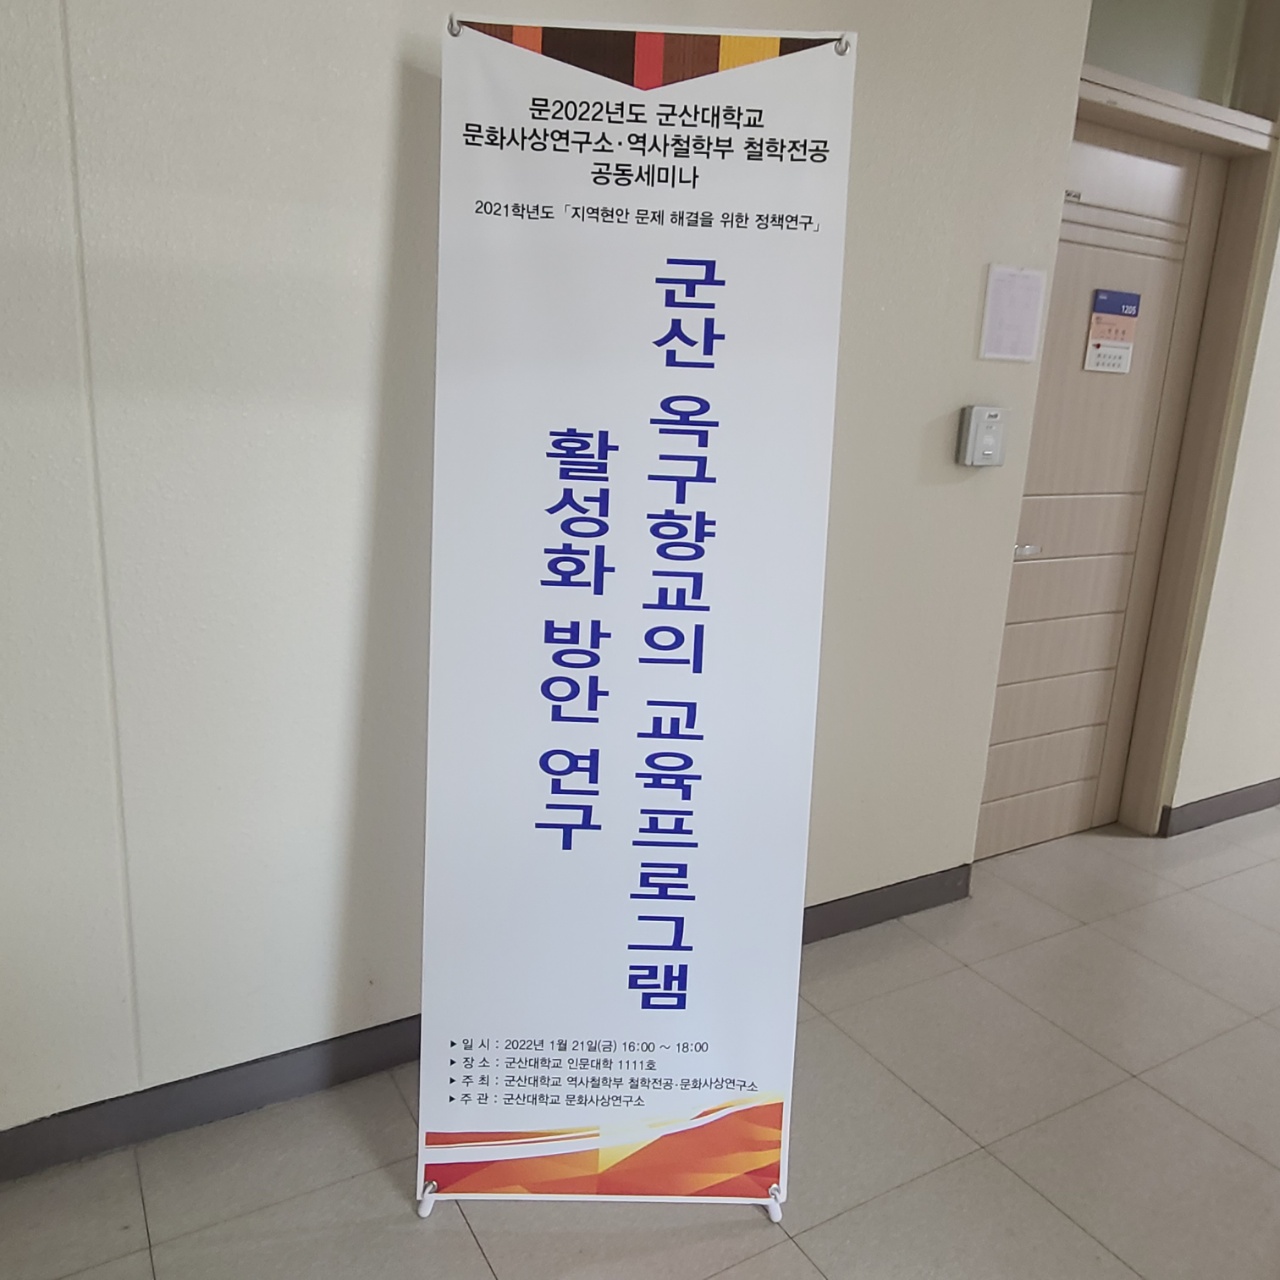 문2022년도 군산대학교
문화사상연구소·역사철학부 철학전공
공동세미나
2021학년도 「지역현안 문제 해결을 위한 정책연구」
군산 옥구향교의 교육프로그램
활성화 방안 연구
▶ 일 시 : 2022년 1월 21일(금) 16:00 ~ 18:00
▶ 장 소 : 군산대학교 인문대학 1111호
▶ 주 최 : 군산대학교 역사철학부 철학전공·문화사상연구소
▶ 주 관 : 군산대학교 문화사상연구소
1205